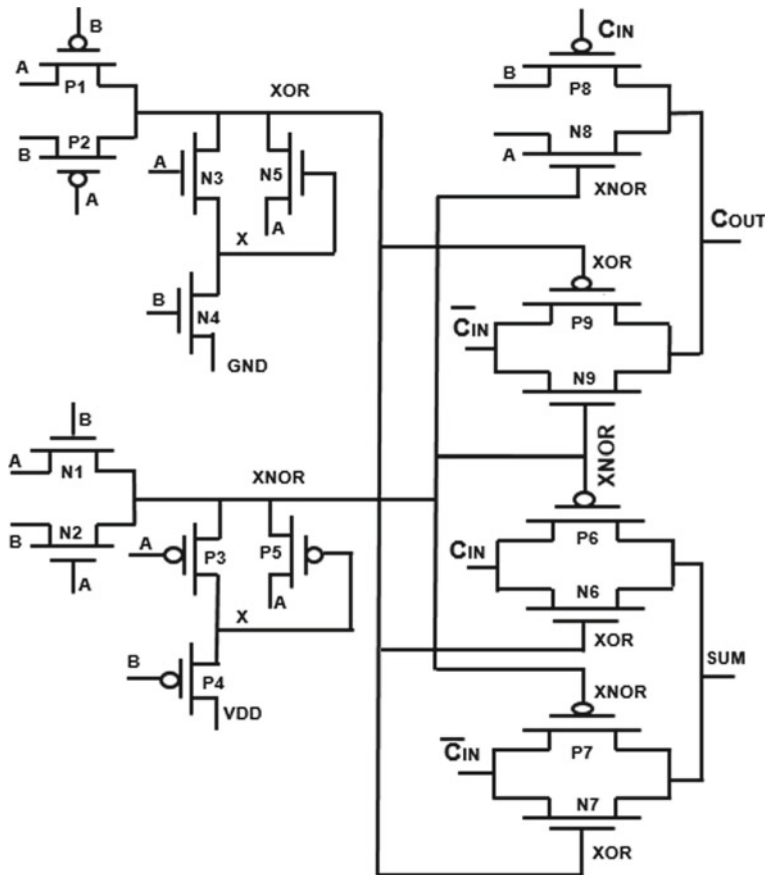 B
A
P1
P2
B
A
XOR
A
N3
N5
A
X
B
N4
GND
B
A
N1
N2
B
A
XNOR
A
P3
P5
A
X
B
P4
VDD
CIN
B
P8
N8
A
XNOR
COUT
XOR
C̅IN
P9
N9
XNOR
CIN
P6
N6
XOR
SUM
XNOR
C̅IN
P7
N7
XOR